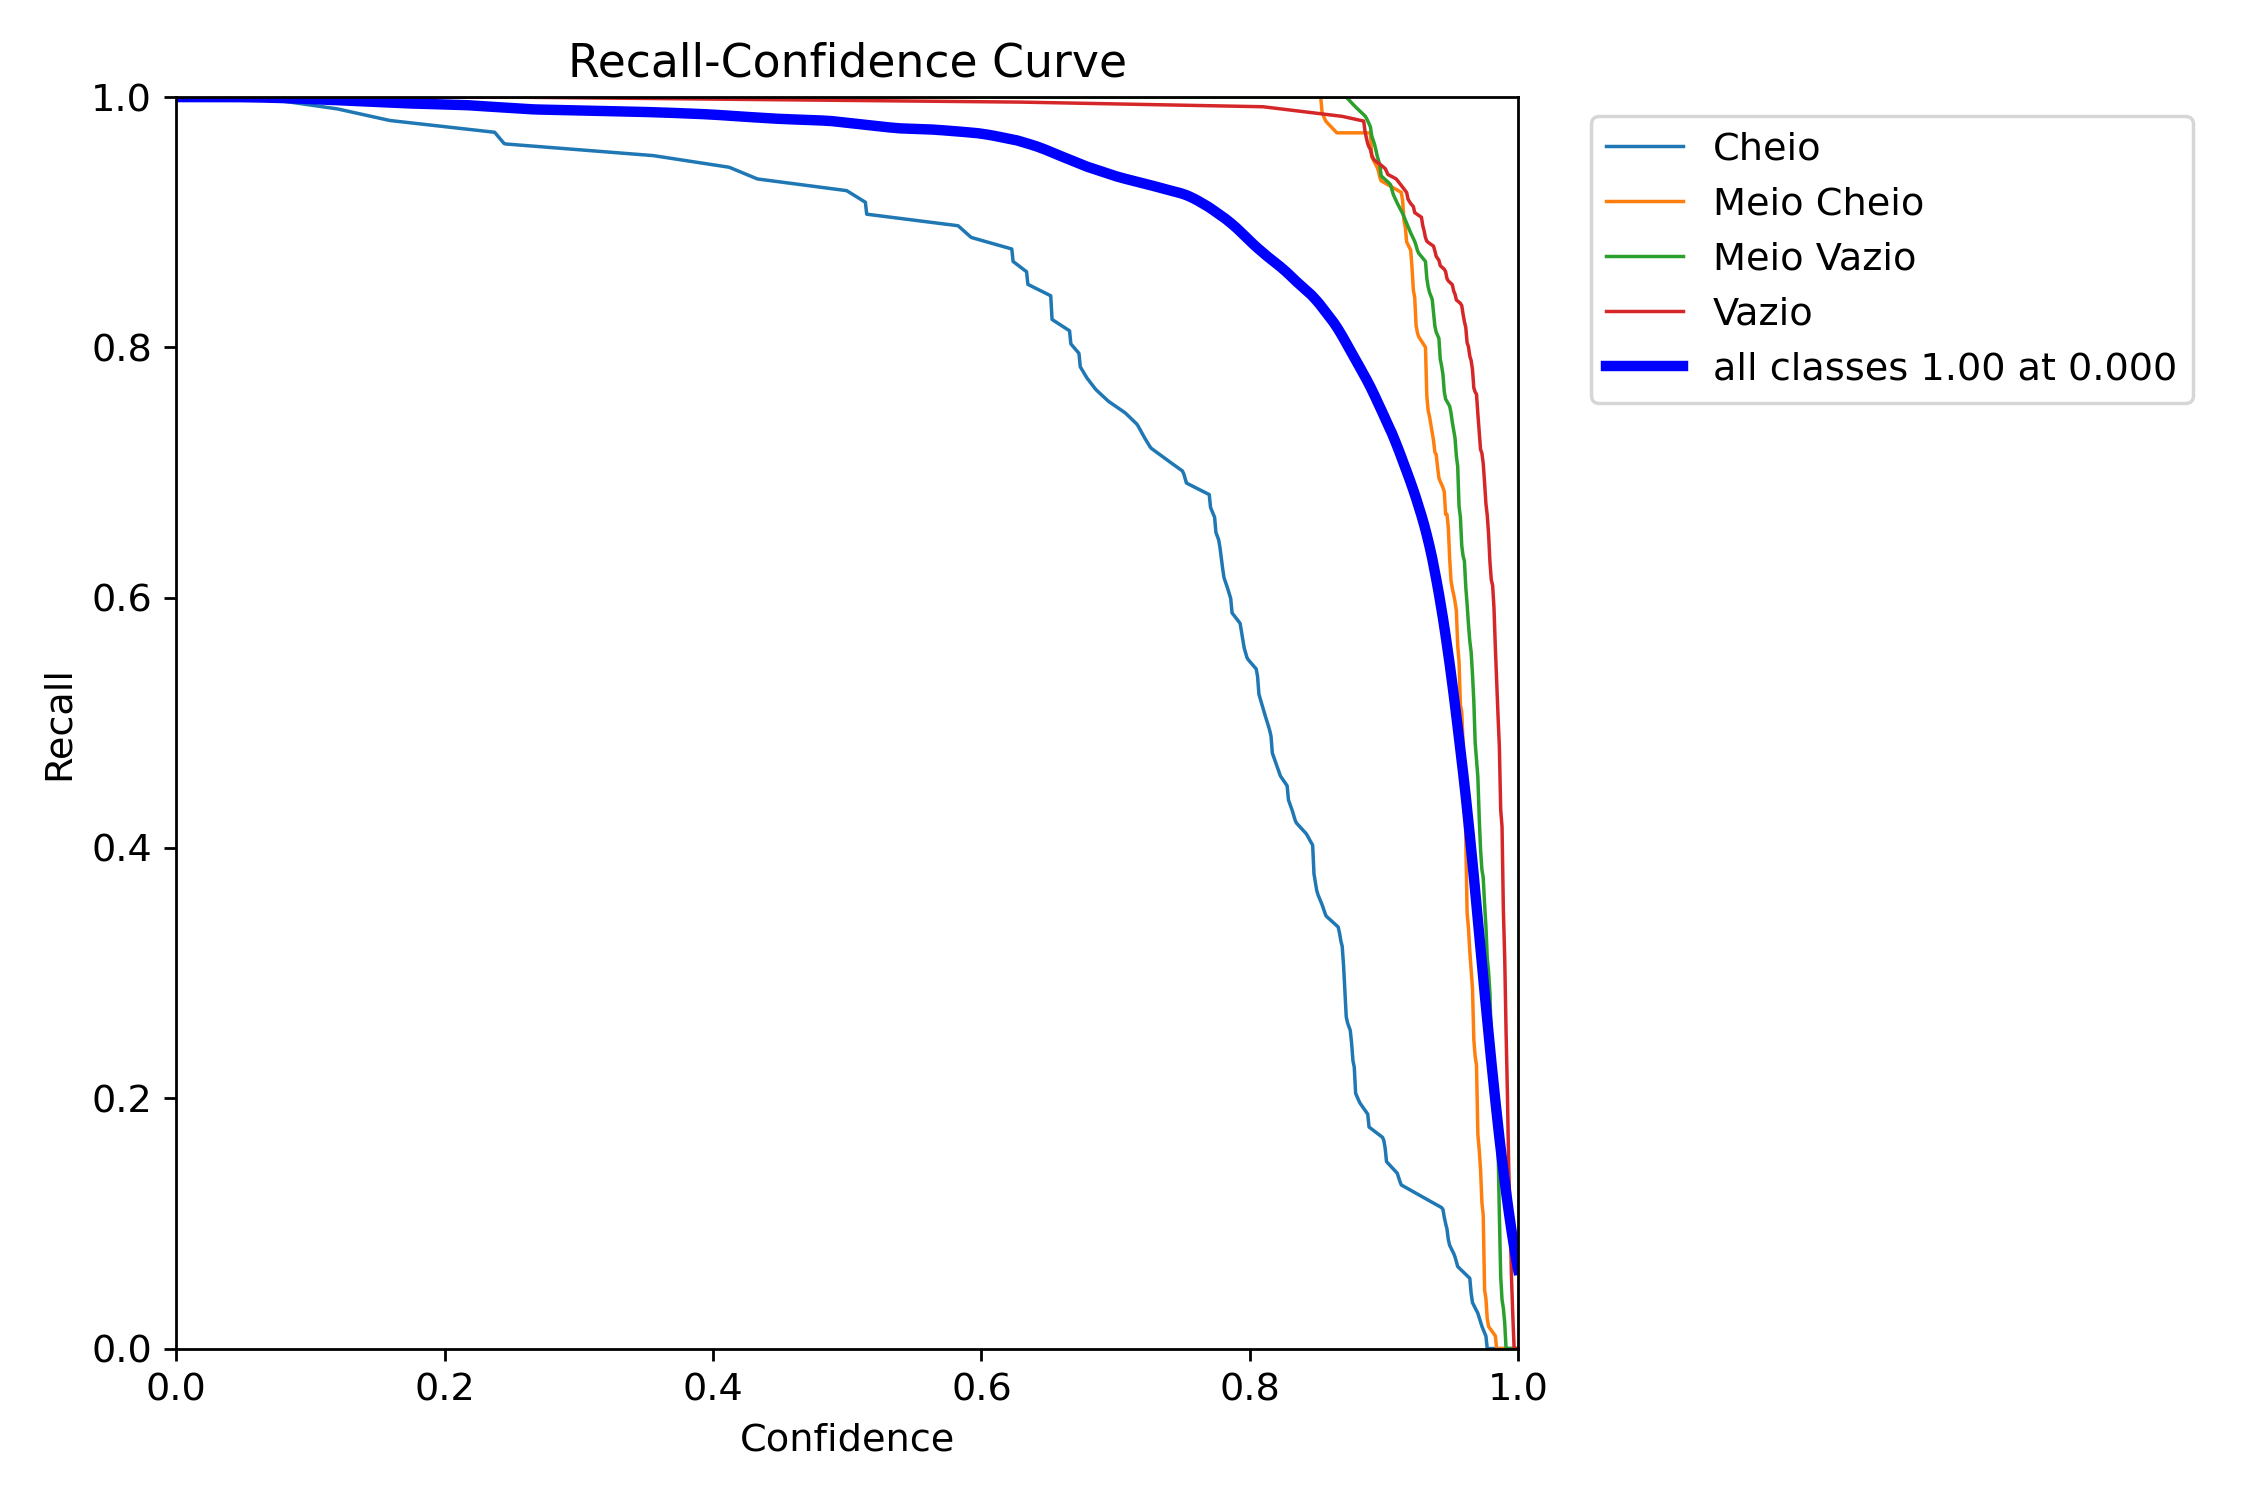 Recall-Confidence Curve
1.0
0.8
0.6
0.4
0.2
0.0
Recall
0.0 0.2 0.4 0.6 0.8 1.0
Confidence
Cheio
Meio Cheio
Meio Vazio
Vazio
all classes 1.00 at 0.000